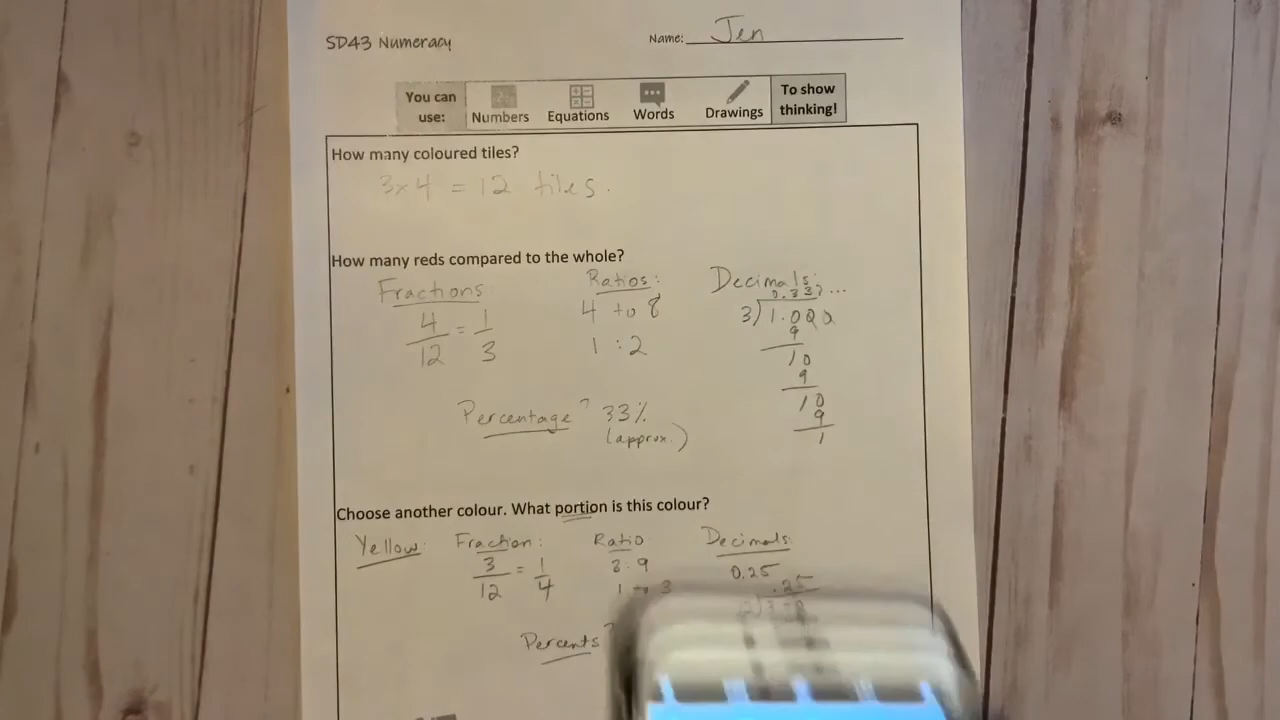 SD43 Numeracy
Name: Jen
You can use:
Numbers
Equations
Words
Drawings
To show thinking!
How many coloured tiles?
3×4 = 12 tiles.
How many reds compared to the whole?
Fractions
4/12 = 1/3
Ratios:
4 to 8
1 : 2
Decimals:
0.33
3)1.000
9
10
9
10
9
1
Percentage? 33%
(approx.)
Choose another colour. What portion is this colour?
Yellow:
Fraction:
3/12 = 1/4
Ratio
3:9
1 to 3
Decimals:
0.25
.25
Percents?